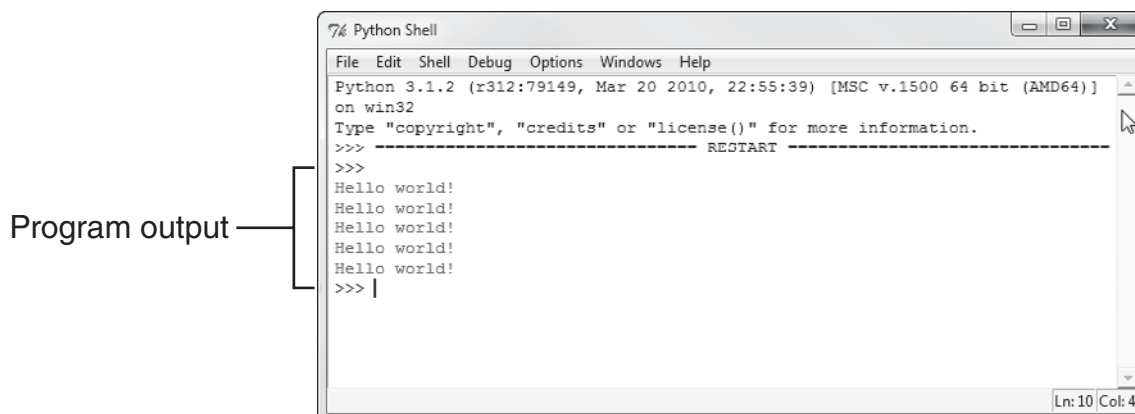 Python Shell
File Edit Shell Debug Options Windows Help
Python 3.1.2 (r312:79149, Mar 20 2010, 22:55:39) [MSC v.1500 64 bit (AMD64)]
on win32
Type "copyright", "credits" or "license()" for more information.
>>> -------------------------------- RESTART --------------------------------
>>>
Hello world!
Hello world!
Hello world!
Hello world!
Hello world!
>>>
Program output
Ln: 10 Col: 4